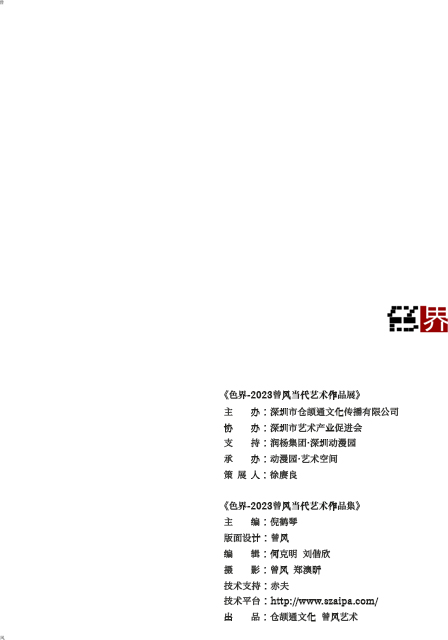 色界
《色界-2023曾凤当代艺术作品展》
主 办：深圳市仓颉通文化传播有限公司
协 办：深圳市艺术产业促进会
支 持：润杨集团·深圳动漫园
承 办：动漫园·艺术空间
策 展 人：徐赓良
《色界-2023曾凤当代艺术作品集》
主 编：倪鹤琴
版面设计：曾凤
编 辑：何克明 刘偕欣
摄 影：曾凤 郑澳
技术支持：赤夫
技术平台：http://www.szaipa.com/
出 品：仓颉通文化 曾凤艺术